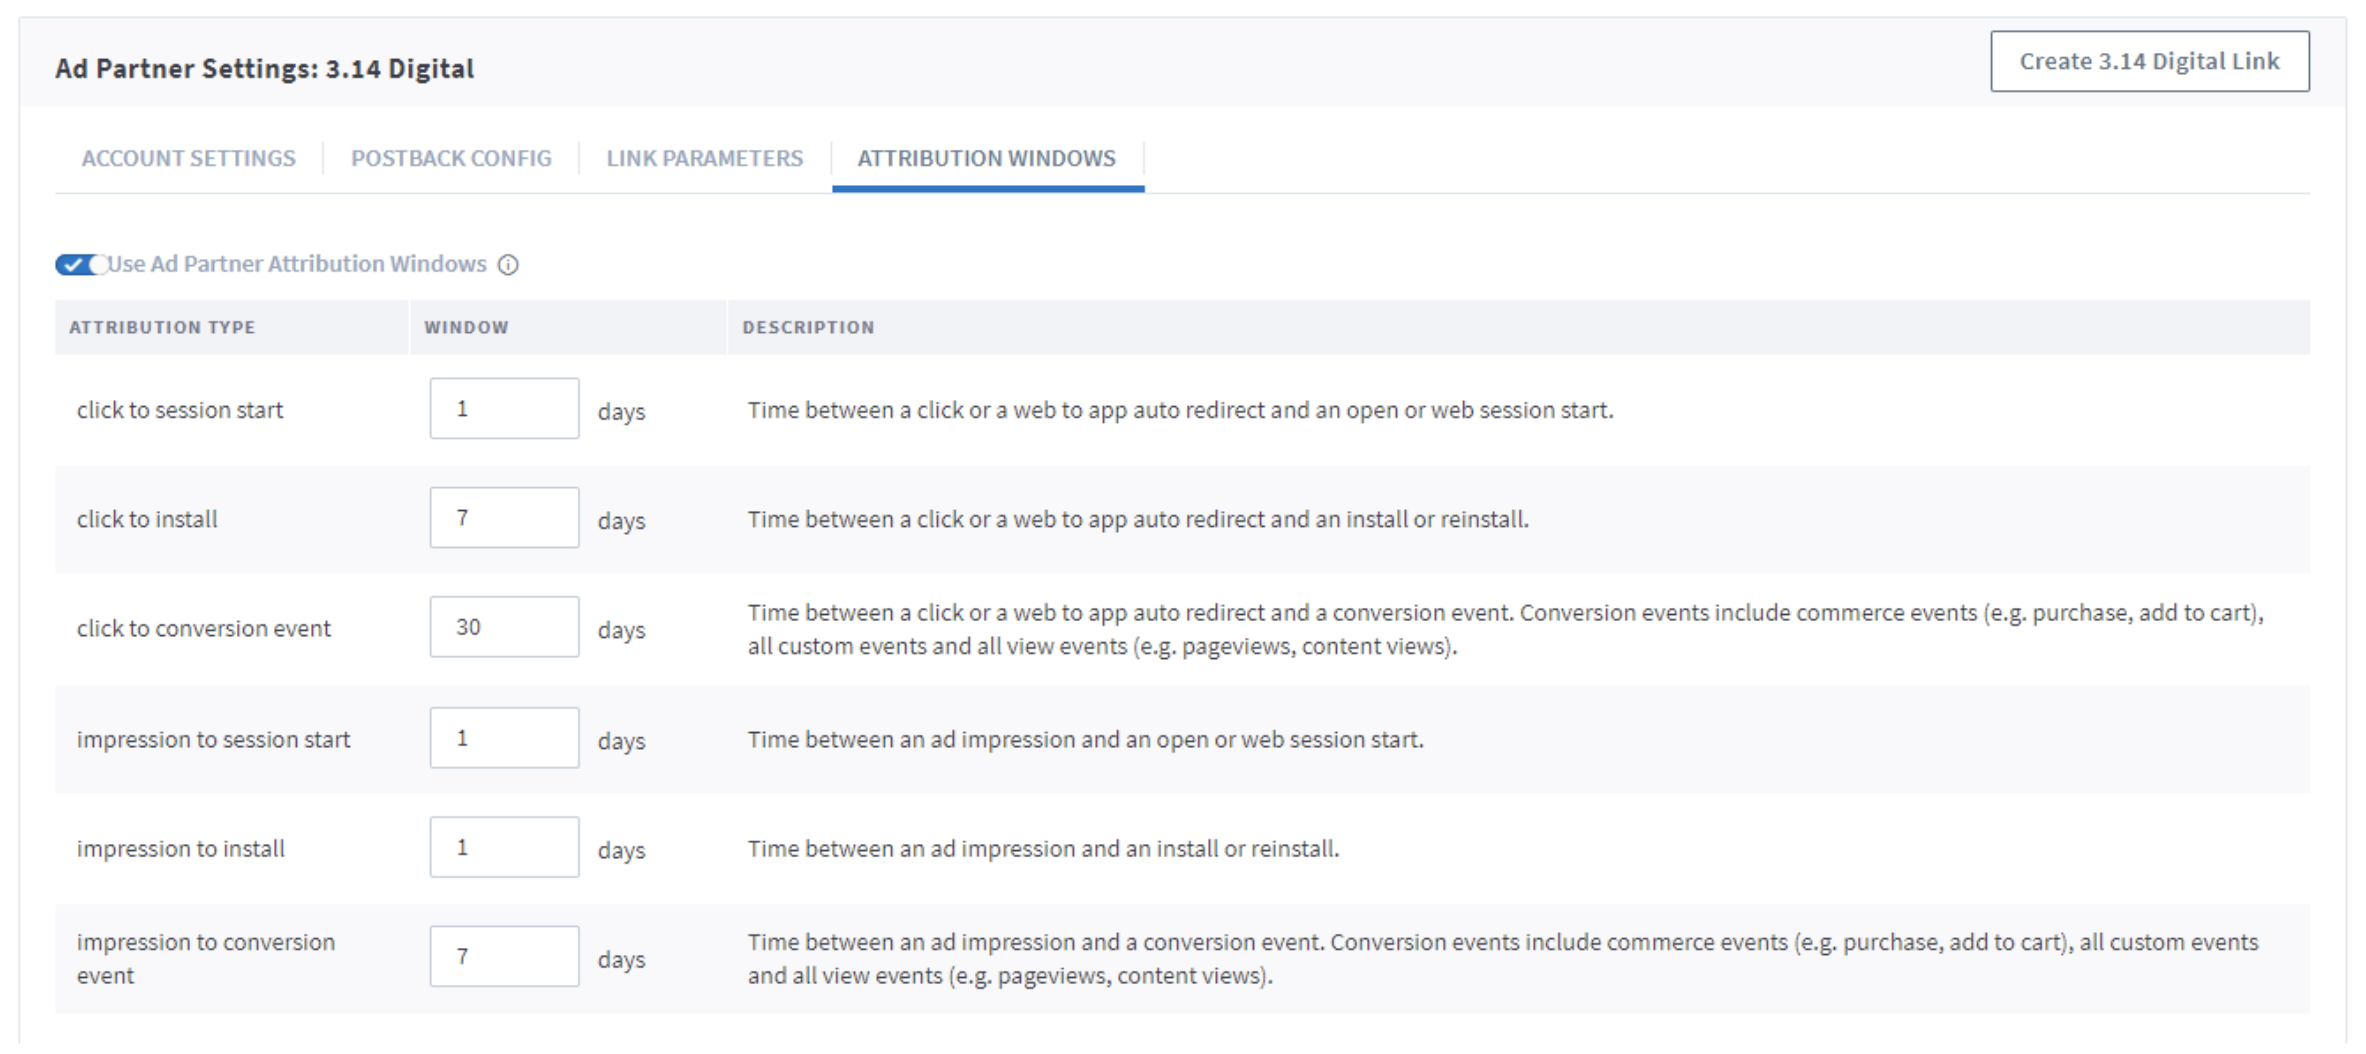 Ad Partner Settings: 3.14 Digital
Create 3.14 Digital Link
ACCOUNT SETTINGS
POSTBACK CONFIG
LINK PARAMETERS
ATTRIBUTION WINDOWS
Use Ad Partner Attribution Windows
ATTRIBUTION TYPE
WINDOW
DESCRIPTION
click to session start
1
days
Time between a click or a web to app auto redirect and an open or web session start.
click to install
7
days
Time between a click or a web to app auto redirect and an install or reinstall.
click to conversion event
30
days
Time between a click or a web to app auto redirect and a conversion event. Conversion events include commerce events (e.g. purchase, add to cart),
all custom events and all view events (e.g. pageviews, content views).
impression to session start
1
days
Time between an ad impression and an open or web session start.
impression to install
1
days
Time between an ad impression and an install or reinstall.
impression to conversion
event
7
days
Time between an ad impression and a conversion event. Conversion events include commerce events (e.g. purchase, add to cart), all custom events
and all view events (e.g. pageviews, content views).